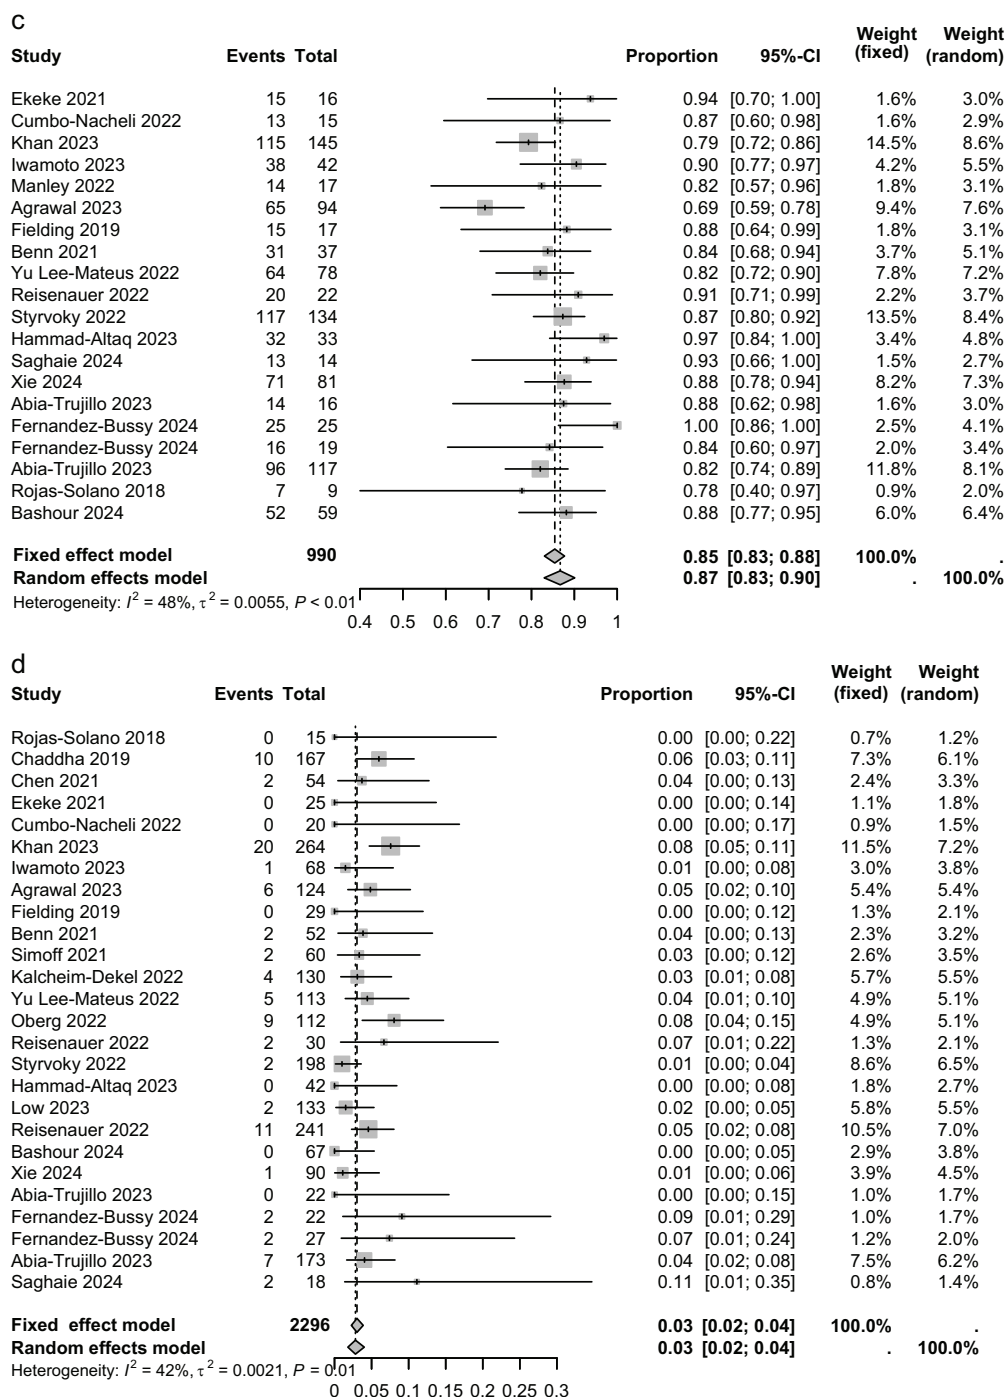 c
Study Events Total Proportion 95%-CI Weight (fixed) Weight (random)
Ekeke 2021 15 16 0.94 [0.70; 1.00] 1.6% 3.0%
Cumbo-Nacheli 2022 13 15 0.87 [0.60; 0.98] 1.6% 2.9%
Khan 2023 115 145 0.79 [0.72; 0.86] 14.5% 8.6%
Iwamoto 2023 38 42 0.90 [0.77; 0.97] 4.2% 5.5%
Manley 2022 14 17 0.82 [0.57; 0.96] 1.8% 3.1%
Agrawal 2023 65 94 0.69 [0.59; 0.78] 9.4% 7.6%
Fielding 2019 15 17 0.88 [0.64; 0.99] 1.8% 3.1%
Benn 2021 31 37 0.84 [0.68; 0.94] 3.7% 5.1%
Yu Lee-Mateus 2022 64 78 0.82 [0.72; 0.90] 7.8% 7.2%
Reisenauer 2022 20 22 0.91 [0.71; 0.99] 2.2% 3.7%
Styrvoky 2022 117 134 0.87 [0.80; 0.92] 13.5% 8.4%
Hammad-Altaq 2023 32 33 0.97 [0.84; 1.00] 3.4% 4.8%
Saghaie 2024 13 14 0.93 [0.66; 1.00] 1.5% 2.7%
Xie 2024 71 81 0.88 [0.78; 0.94] 8.2% 7.3%
Abia-Trujillo 2023 14 16 0.88 [0.62; 0.98] 1.6% 3.0%
Fernandez-Bussy 2024 25 25 1.00 [0.86; 1.00] 2.5% 4.1%
Fernandez-Bussy 2024 16 19 0.84 [0.60; 0.97] 2.0% 3.4%
Abia-Trujillo 2023 96 117 0.82 [0.74; 0.89] 11.8% 8.1%
Rojas-Solano 2018 7 9 0.78 [0.40; 0.97] 0.9% 2.0%
Bashour 2024 52 59 0.88 [0.77; 0.95] 6.0% 6.4%
Fixed effect model 990 0.85 [0.83; 0.88] 100.0% .
Random effects model 0.87 [0.83; 0.90] . 100.0%
Heterogeneity: I² = 48%, τ² = 0.0055, P < 0.01
0.4 0.5 0.6 0.7 0.8 0.9 1
d
Study Events Total Proportion 95%-CI Weight (fixed) Weight (random)
Rojas-Solano 2018 0 15 0.00 [0.00; 0.22] 0.7% 1.2%
Chaddha 2019 10 167 0.06 [0.03; 0.11] 7.3% 6.1%
Chen 2021 2 54 0.04 [0.00; 0.13] 2.4% 3.3%
Ekeke 2021 0 25 0.00 [0.00; 0.14] 1.1% 1.8%
Cumbo-Nacheli 2022 0 20 0.00 [0.00; 0.17] 0.9% 1.5%
Khan 2023 20 264 0.08 [0.05; 0.11] 11.5% 7.2%
Iwamoto 2023 1 68 0.01 [0.00; 0.08] 3.0% 3.8%
Agrawal 2023 6 124 0.05 [0.02; 0.10] 5.4% 5.4%
Fielding 2019 0 29 0.00 [0.00; 0.12] 1.3% 2.1%
Benn 2021 2 52 0.04 [0.00; 0.13] 2.3% 3.2%
Simoff 2021 2 60 0.03 [0.00; 0.12] 2.6% 3.5%
Kalcheim-Dekel 2022 4 130 0.03 [0.01; 0.08] 5.7% 5.5%
Yu Lee-Mateus 2022 5 113 0.04 [0.01; 0.10] 4.9% 5.1%
Oberg 2022 9 112 0.08 [0.04; 0.15] 4.9% 5.1%
Reisenauer 2022 2 30 0.07 [0.01; 0.22] 1.3% 2.1%
Styrvoky 2022 2 198 0.01 [0.00; 0.04] 8.6% 6.5%
Hammad-Altaq 2023 0 42 0.00 [0.00; 0.08] 1.8% 2.7%
Low 2023 2 133 0.02 [0.00; 0.05] 5.8% 5.5%
Reisenauer 2022 11 241 0.05 [0.02; 0.08] 10.5% 7.0%
Bashour 2024 0 67 0.00 [0.00; 0.05] 2.9% 3.8%
Xie 2024 1 90 0.01 [0.00; 0.06] 3.9% 4.5%
Abia-Trujillo 2023 0 22 0.00 [0.00; 0.15] 1.0% 1.7%
Fernandez-Bussy 2024 2 22 0.09 [0.01; 0.29] 1.0% 1.7%
Fernandez-Bussy 2024 2 27 0.07 [0.01; 0.24] 1.2% 2.0%
Abia-Trujillo 2023 7 173 0.04 [0.02; 0.08] 7.5% 6.2%
Saghaie 2024 2 18 0.11 [0.01; 0.35] 0.8% 1.4%
Fixed effect model 2296 0.03 [0.02; 0.04] 100.0% .
Random effects model 0.03 [0.02; 0.04] . 100.0%
Heterogeneity: I² = 42%, τ² = 0.0021, P = 0.01
0 0.05 0.1 0.15 0.2 0.25 0.3